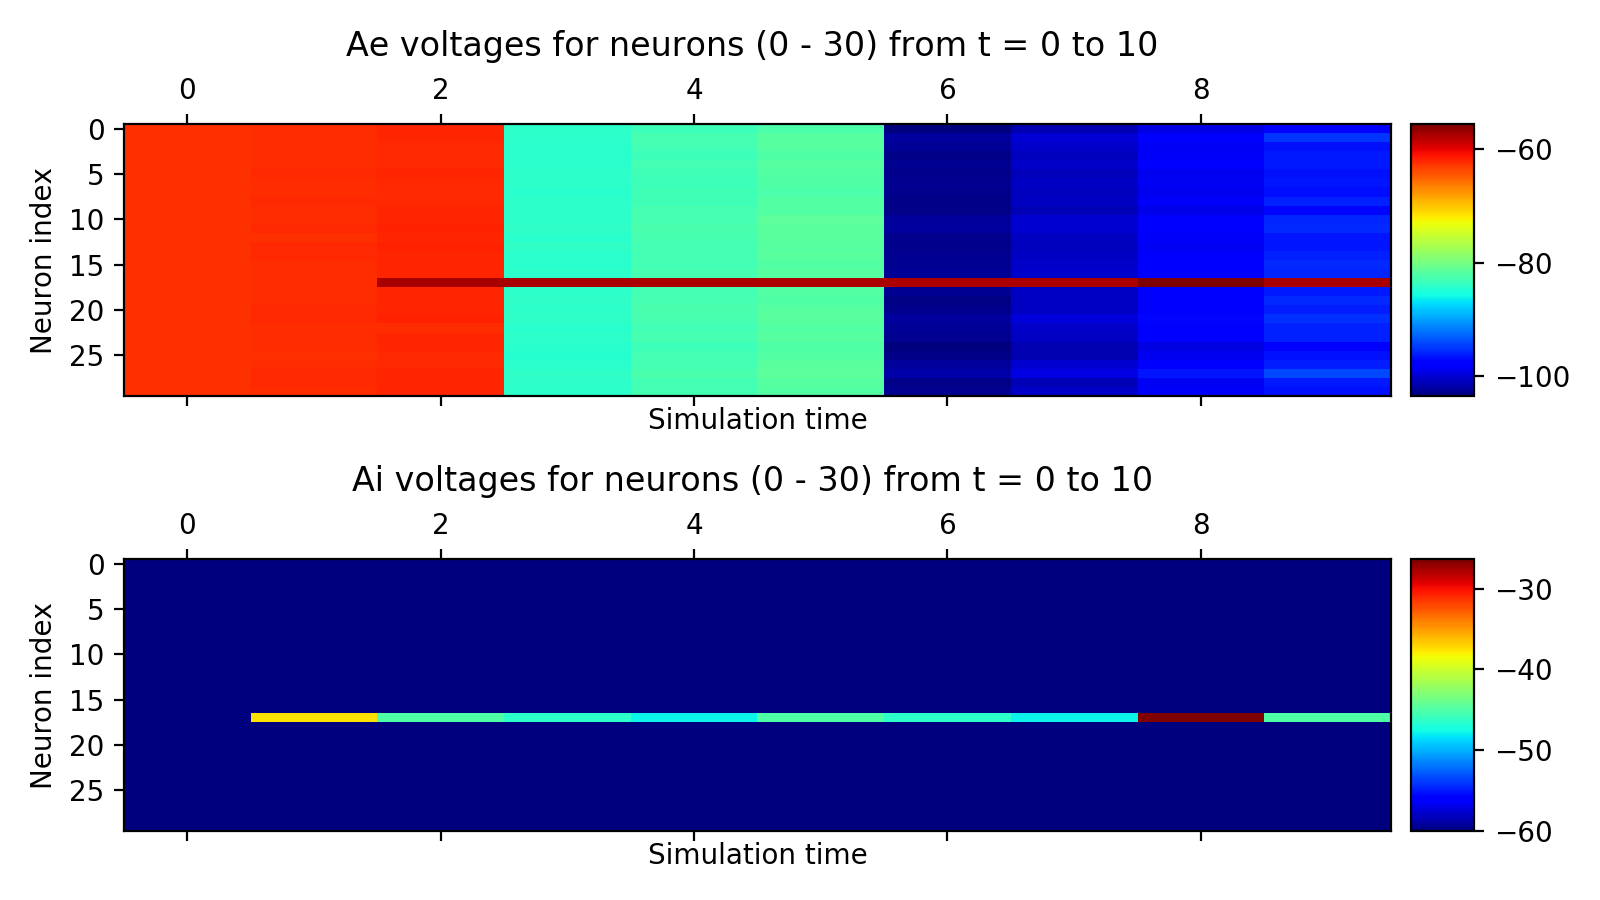 Ae voltages for neurons (0 - 30) from t = 0 to 10
0 2 4 6 8
Neuron index
0
5
10
15
20
25
−60
−80
−100
Simulation time
Ai voltages for neurons (0 - 30) from t = 0 to 10
0 2 4 6 8
Neuron index
0
5
10
15
20
25
−30
−40
−50
−60
Simulation time